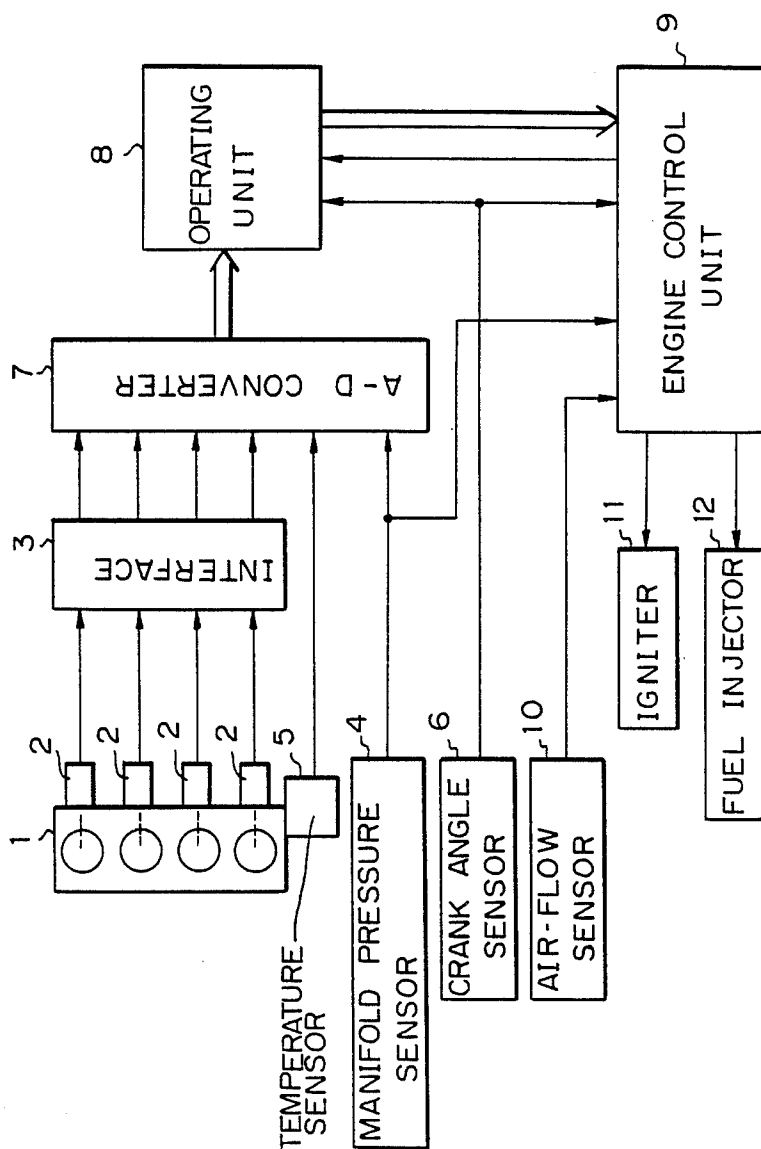 1
2
2
2
2
3
INTERFACE
7
A-D CONVERTER
8
OPERATING
UNIT
5
TEMPERATURE
SENSOR
4
MANIFOLD PRESSURE
SENSOR
6
CRANK ANGLE
SENSOR
10
AIR-FLOW
SENSOR
9
ENGINE CONTROL
UNIT
11
IGNITER
12
FUEL INJECTOR